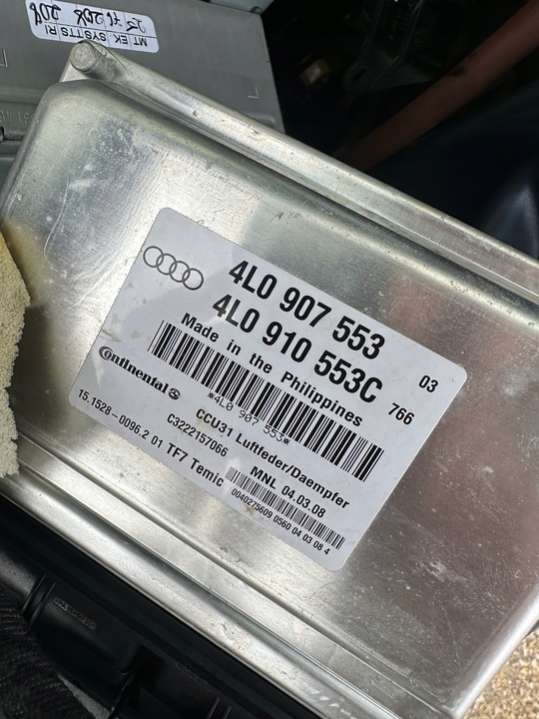 MT EK SYS TTS RI
4L0 907 553 03
4L0 910 553C 766
Made in the Philippines
*4L0 907 553*
Continental
CCU31 Luftfeder/Daempfer
C3222157066 MNL 04.03.08
15.1528-0096.2 01 TF7 Temic
0040275609 0560 04 03 08 4